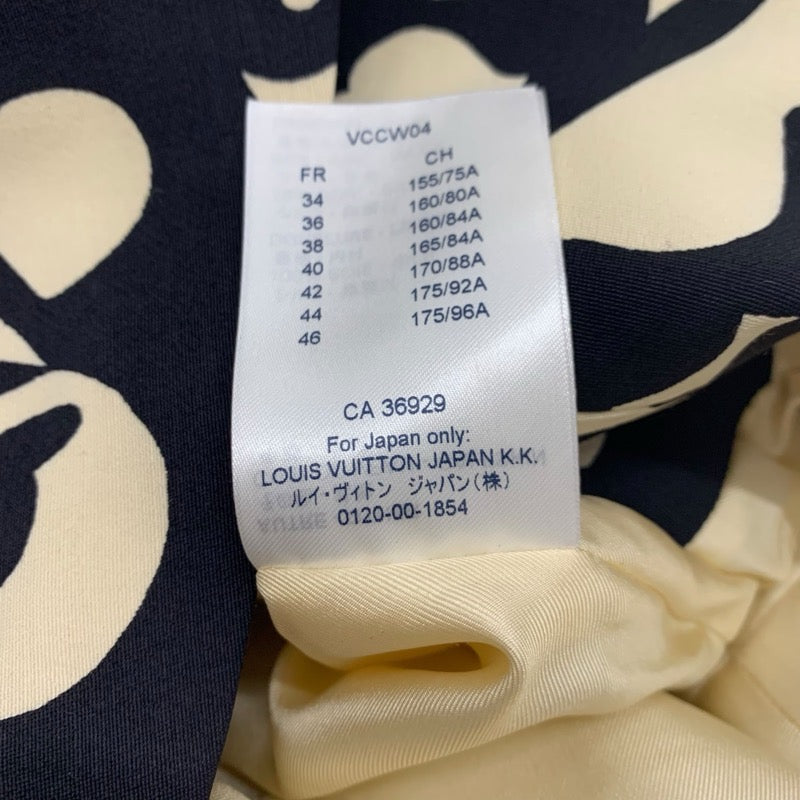 VCCW04
FR CH
34 155/75A
36 160/80A
38 160/84A
40 165/84A
42 170/88A
44 175/92A
46 175/96A
CA 36929
For Japan only:
LOUIS VUITTON JAPAN K.K.
ルイ・ヴィトン ジャパン(株)
0120-00-1854